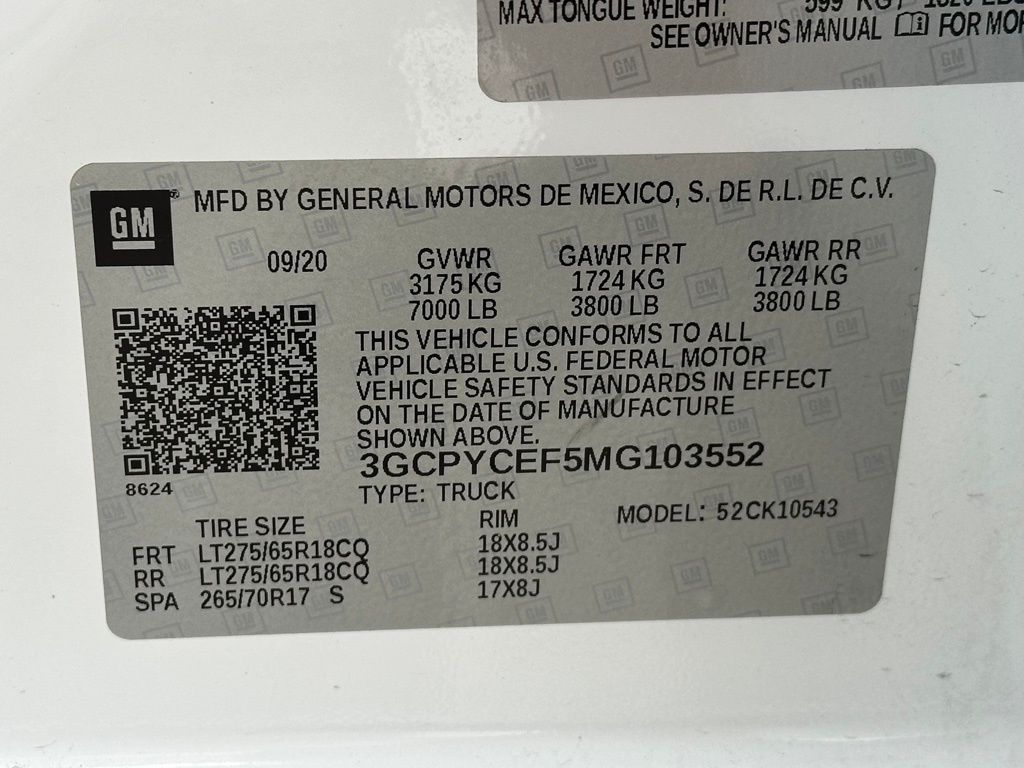 MAX TONGUE WEIGHT: 599 KG /
SEE OWNER'S MANUAL FOR
GM ® MFD BY GENERAL MOTORS DE MEXICO, S. DE R.L. DE C.V.
09/20 GVWR GAWR FRT GAWR RR
3175 KG 1724 KG 1724 KG
7000 LB 3800 LB 3800 LB
THIS VEHICLE CONFORMS TO ALL
APPLICABLE U.S. FEDERAL MOTOR
VEHICLE SAFETY STANDARDS IN EFFECT
ON THE DATE OF MANUFACTURE
SHOWN ABOVE.
3GCPYCEF5MG103552
8624
TYPE: TRUCK
TIRE SIZE RIM MODEL: 52CK10543
FRT LT275/65R18CQ 18X8.5J
RR LT275/65R18CQ 18X8.5J
SPA 265/70R17 S 17X8J